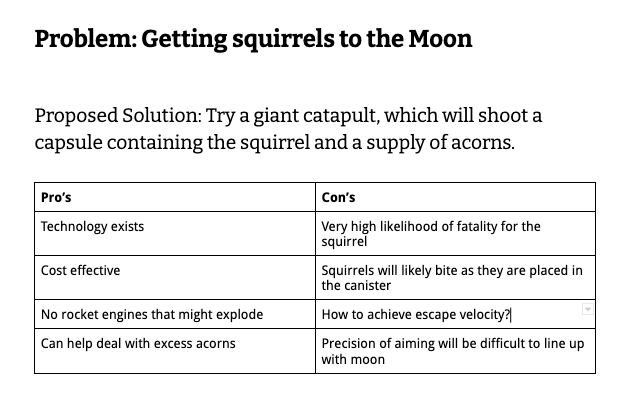 Problem: Getting squirrels to the Moon
Proposed Solution: Try a giant catapult, which will shoot a
capsule containing the squirrel and a supply of acorns.
Pro’s
Con’s
Technology exists
Very high likelihood of fatality for the
squirrel
Cost effective
Squirrels will likely bite as they are placed in
the canister
No rocket engines that might explode
How to achieve escape velocity?
Can help deal with excess acorns
Precision of aiming will be difficult to line up
with moon